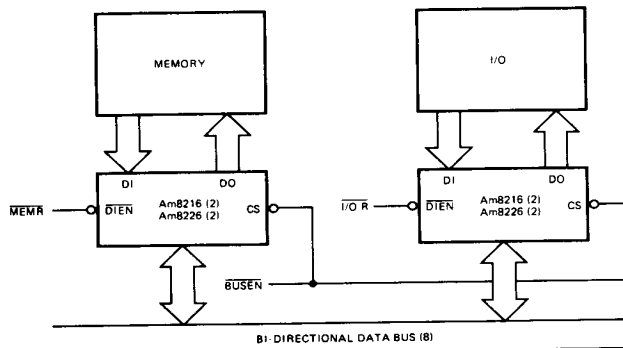 MEMORY
I/O
DI
DO
DI
DO
MEMR
DIEN
Am8216 (2)
Am8226 (2)
CS
I/O R
DIEN
Am8216 (2)
Am8226 (2)
CS
BUSEN
BI-DIRECTIONAL DATA BUS (8)